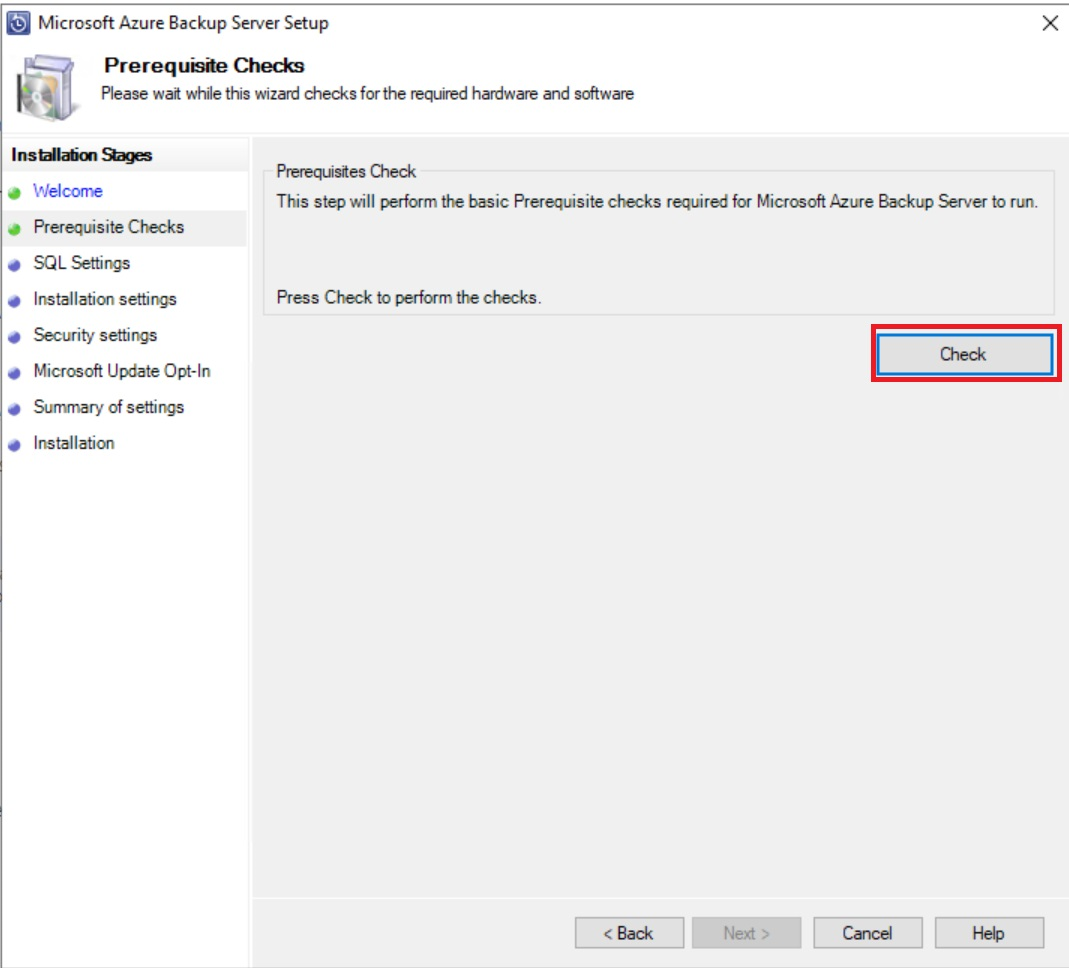 Microsoft Azure Backup Server Setup
Prerequisite Checks
Please wait while this wizard checks for the required hardware and software
Installation Stages
Welcome
Prerequisite Checks
SQL Settings
Installation settings
Security settings
Microsoft Update Opt-In
Summary of settings
Installation
Prerequisites Check
This step will perform the basic Prerequisite checks required for Microsoft Azure Backup Server to run.
Press Check to perform the checks.
Check
< Back
Next >
Cancel
Help